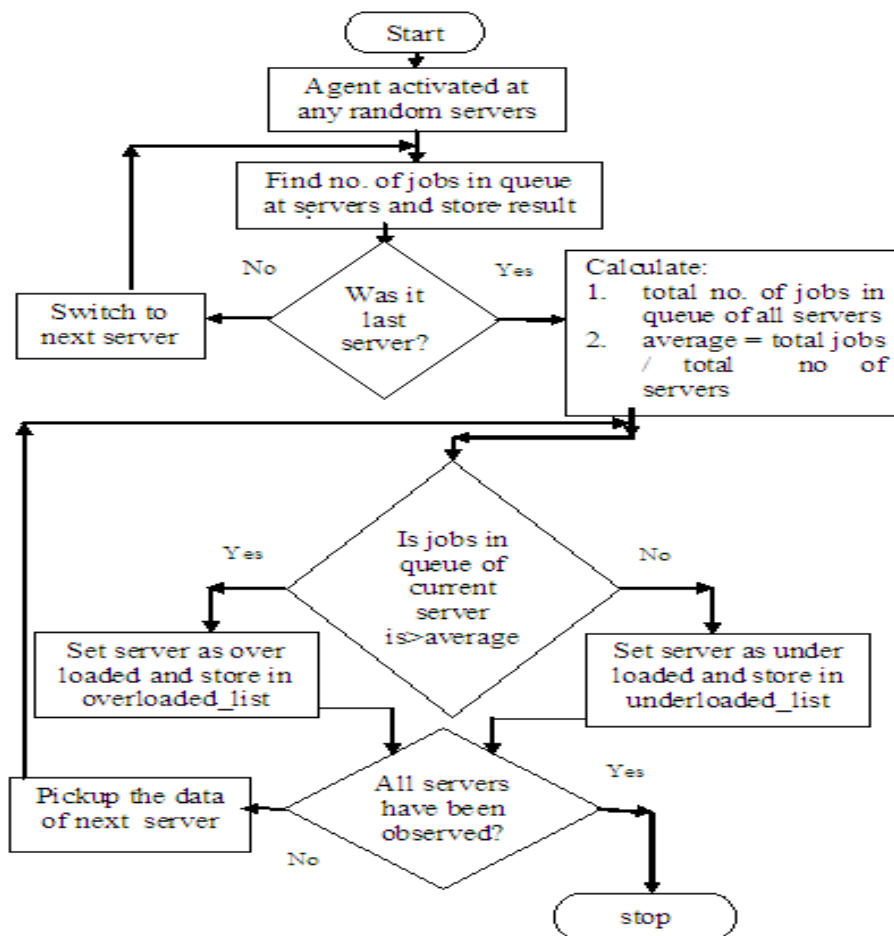 Start
Agent activated at
any random servers
Find no. of jobs in queue
at servers and store result
No
Yes
Was it
last
server?
Switch to
next server
Calculate:
1. total no. of jobs in
queue of all servers
2. average = total jobs
/ total no of
servers
Yes
No
Is jobs in
queue of
current
server
is>average
Set server as over
loaded and store in
overloaded_list
Set server as under
loaded and store in
underloaded_list
Yes
All servers
have been
observed?
Pickup the data
of next server
No
stop